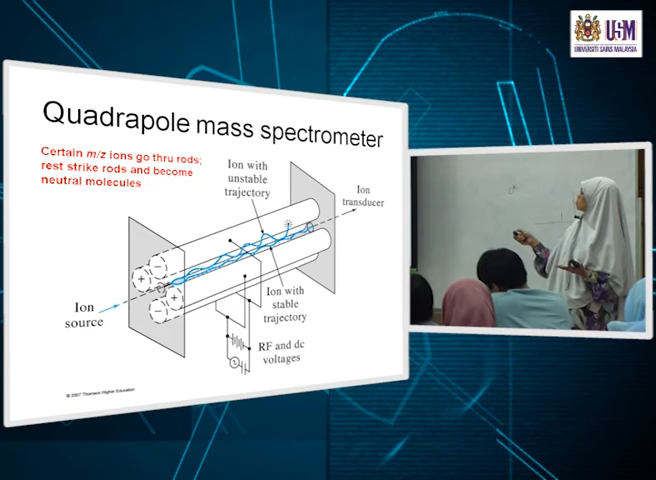 USM
UNIVERSITI SAINS MALAYSIA
Quadrapole mass spectrometer
Certain m/z ions go thru rods;
rest strike rods and become
neutral molecules
Ion with
unstable
trajectory
Ion
transducer
Ion
source
Ion with
stable
trajectory
RF and dc
voltages
© 2007 Thomson Higher Education